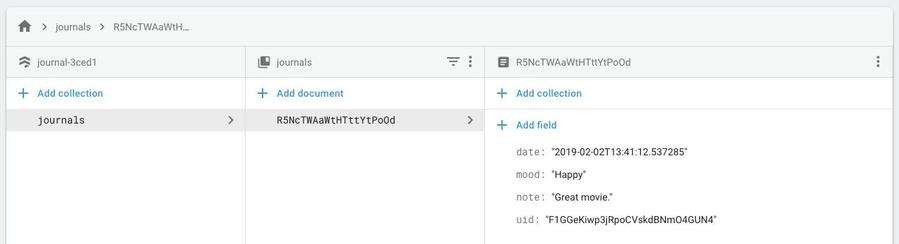 journals R5NcTWAaWtH...
journal-3ced1
Add collection
journals
journals
Add document
R5NcTWAaWtHTttYtPoOd
R5NcTWAaWtHTttYtPoOd
Add collection
Add field
date: "2019-02-02T13:41:12.537285"
mood: "Happy"
note: "Great movie."
uid: "F1GGeKiwp3jRpoCVskdBNmO4GUN4"